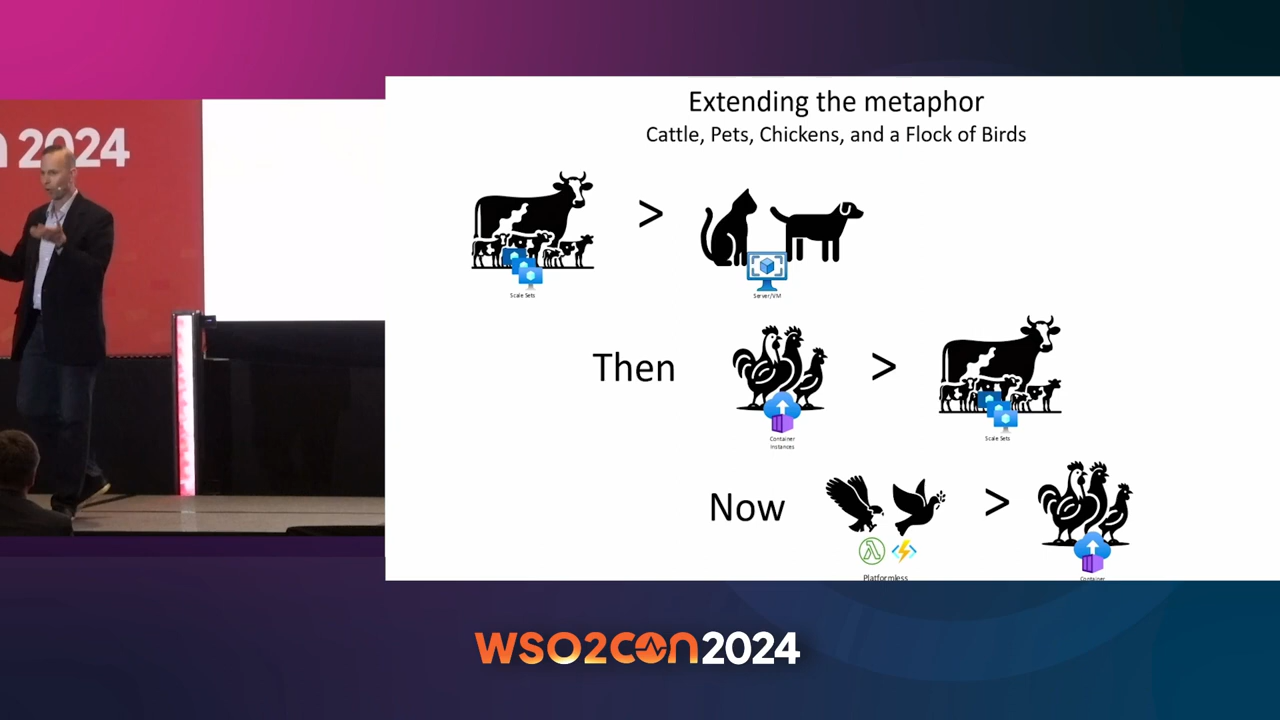 n 2024
Extending the metaphor
Cattle, Pets, Chickens, and a Flock of Birds
>
Scale Sets
Server/VM
Then
>
Container
Instances
Scale Sets
Now
>
Platformless
Container
WSO2CON2024